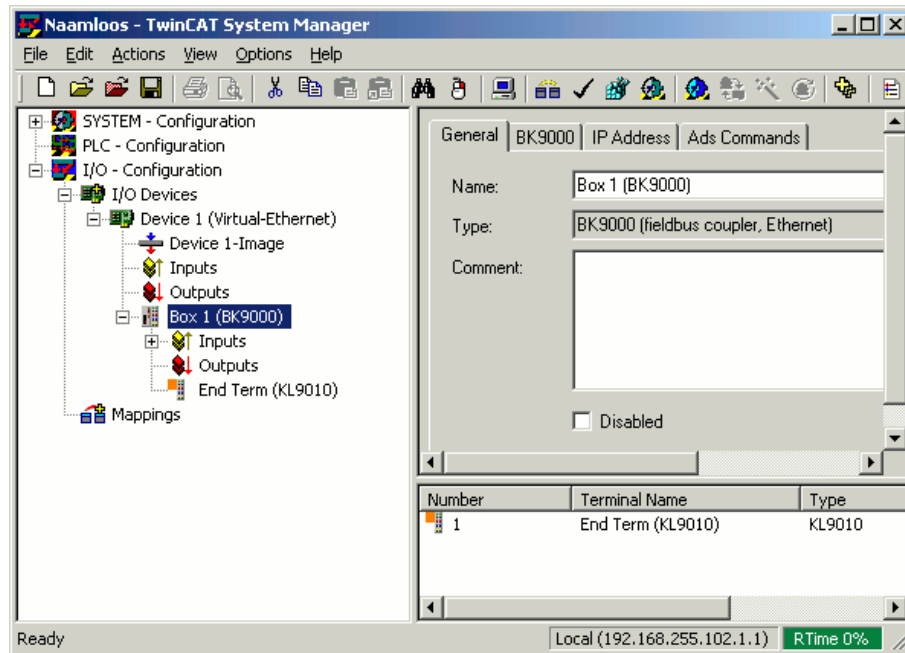 Naamloos - TwinCAT System Manager
File Edit Actions View Options Help
SYSTEM - Configuration
PLC - Configuration
I/O - Configuration
I/O Devices
Device 1 (Virtual-Ethernet)
Device 1-Image
Inputs
Outputs
Box 1 (BK9000)
Inputs
Outputs
End Term (KL9010)
Mappings
General BK9000 IP Address Ads Commands
Name: Box 1 (BK9000)
Type: BK9000 (fieldbus coupler, Ethernet)
Comment:
Disabled
Number Terminal Name Type
1 End Term (KL9010) KL9010
Ready Local (192.168.255.102.1.1) RTime 0%